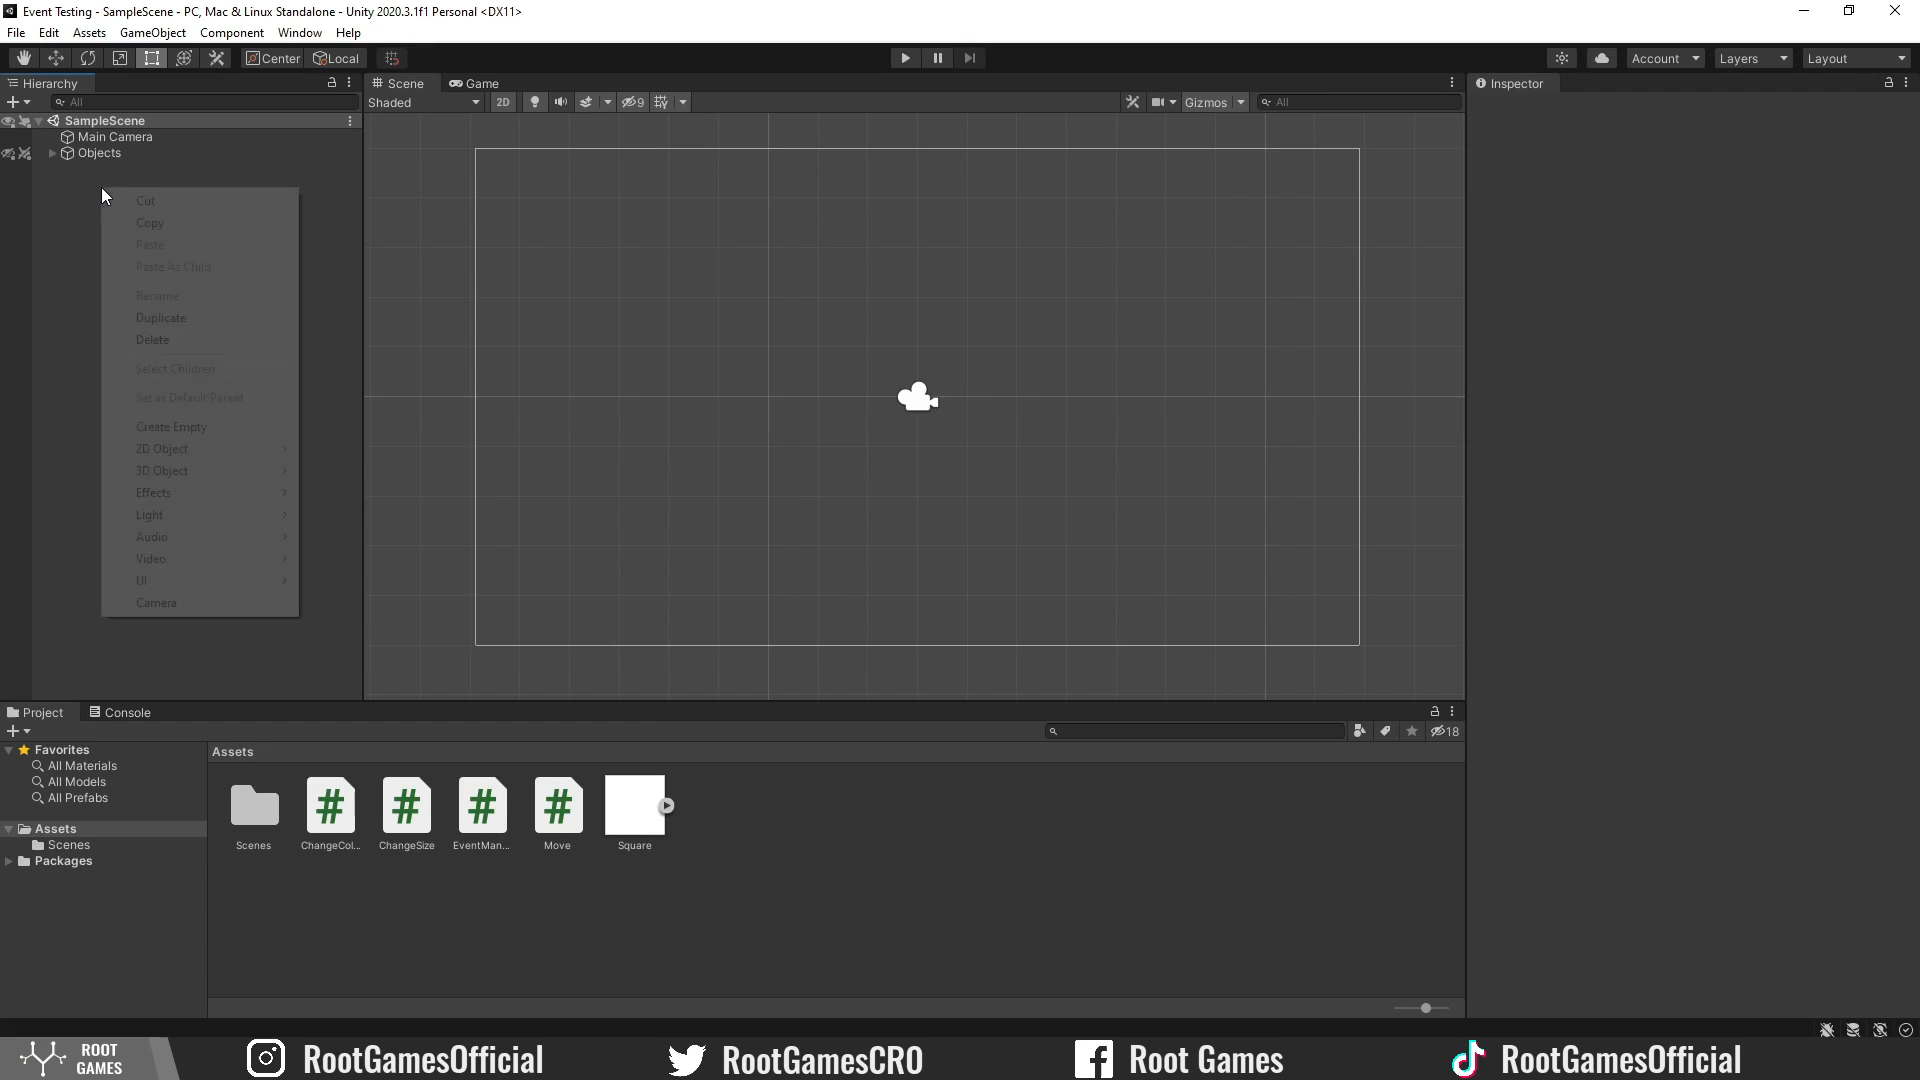 Event Testing - SampleScene - PC, Mac & Linux Standalone - Unity 2020.3.1f1 Personal <DX11>
File Edit Assets GameObject Component Window Help
Center Local Account Layers Layout
Hierarchy Scene Game Inspector
All Shaded 2D 9 Gizmos All
SampleScene
Main Camera
Objects
Cut
Copy
Paste
Paste As Child
Rename
Duplicate
Delete
Select Children
Set as Default Parent
Create Empty
2D Object
3D Object
Effects
Light
Audio
Video
UI
Camera
Project Console
18
Favorites
All Materials
All Models
All Prefabs
Assets
Scenes
Packages
Assets
Scenes ChangeCol... ChangeSize EventMan... Move Square
ROOT GAMES
RootGamesOfficial RootGamesCRO Root Games RootGamesOfficial